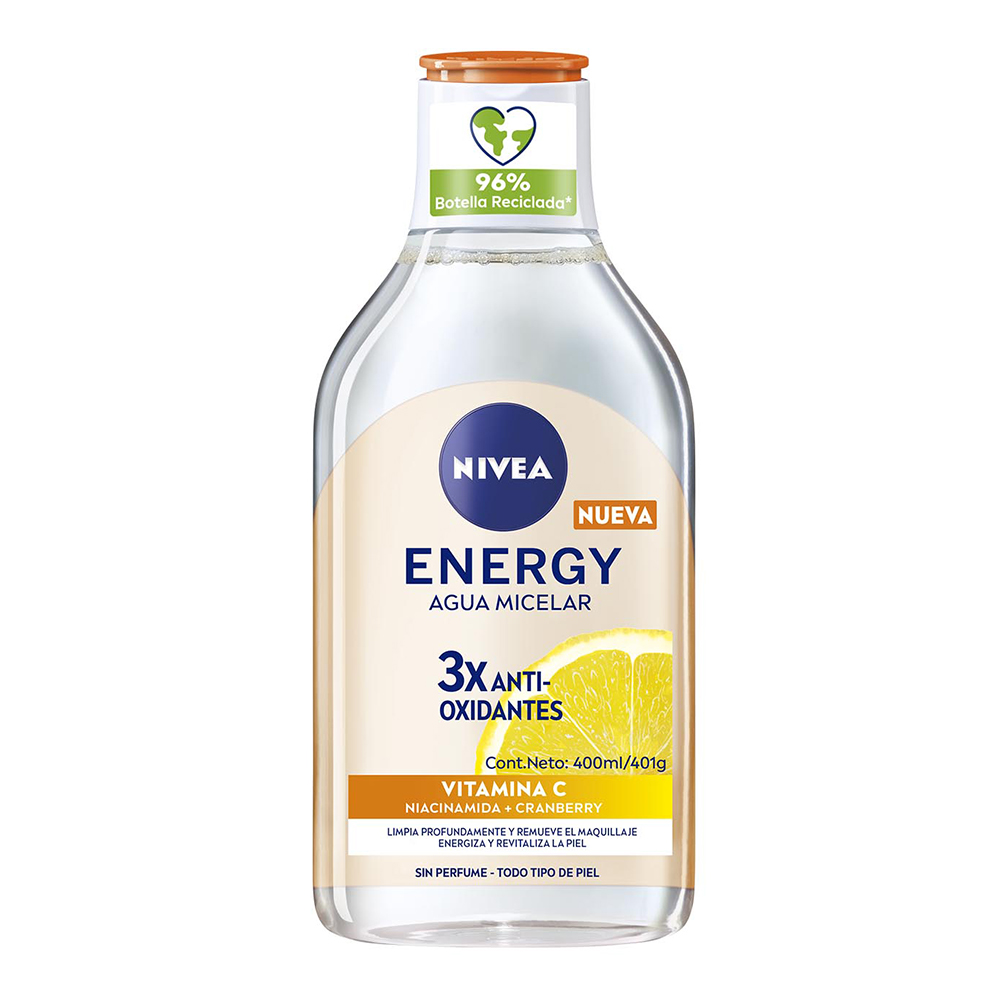 96%
Botella Reciclada*
NIVEA
NUEVA
ENERGY
AGUA MICELAR
3X ANTI-
OXIDANTES
Cont.Neto: 400ml/401g
VITAMINA C
NIACINAMIDA + CRANBERRY
LIMPIA PROFUNDAMENTE Y REMUEVE EL MAQUILLAJE
ENERGIZA Y REVITALIZA LA PIEL
SIN PERFUME - TODO TIPO DE PIEL